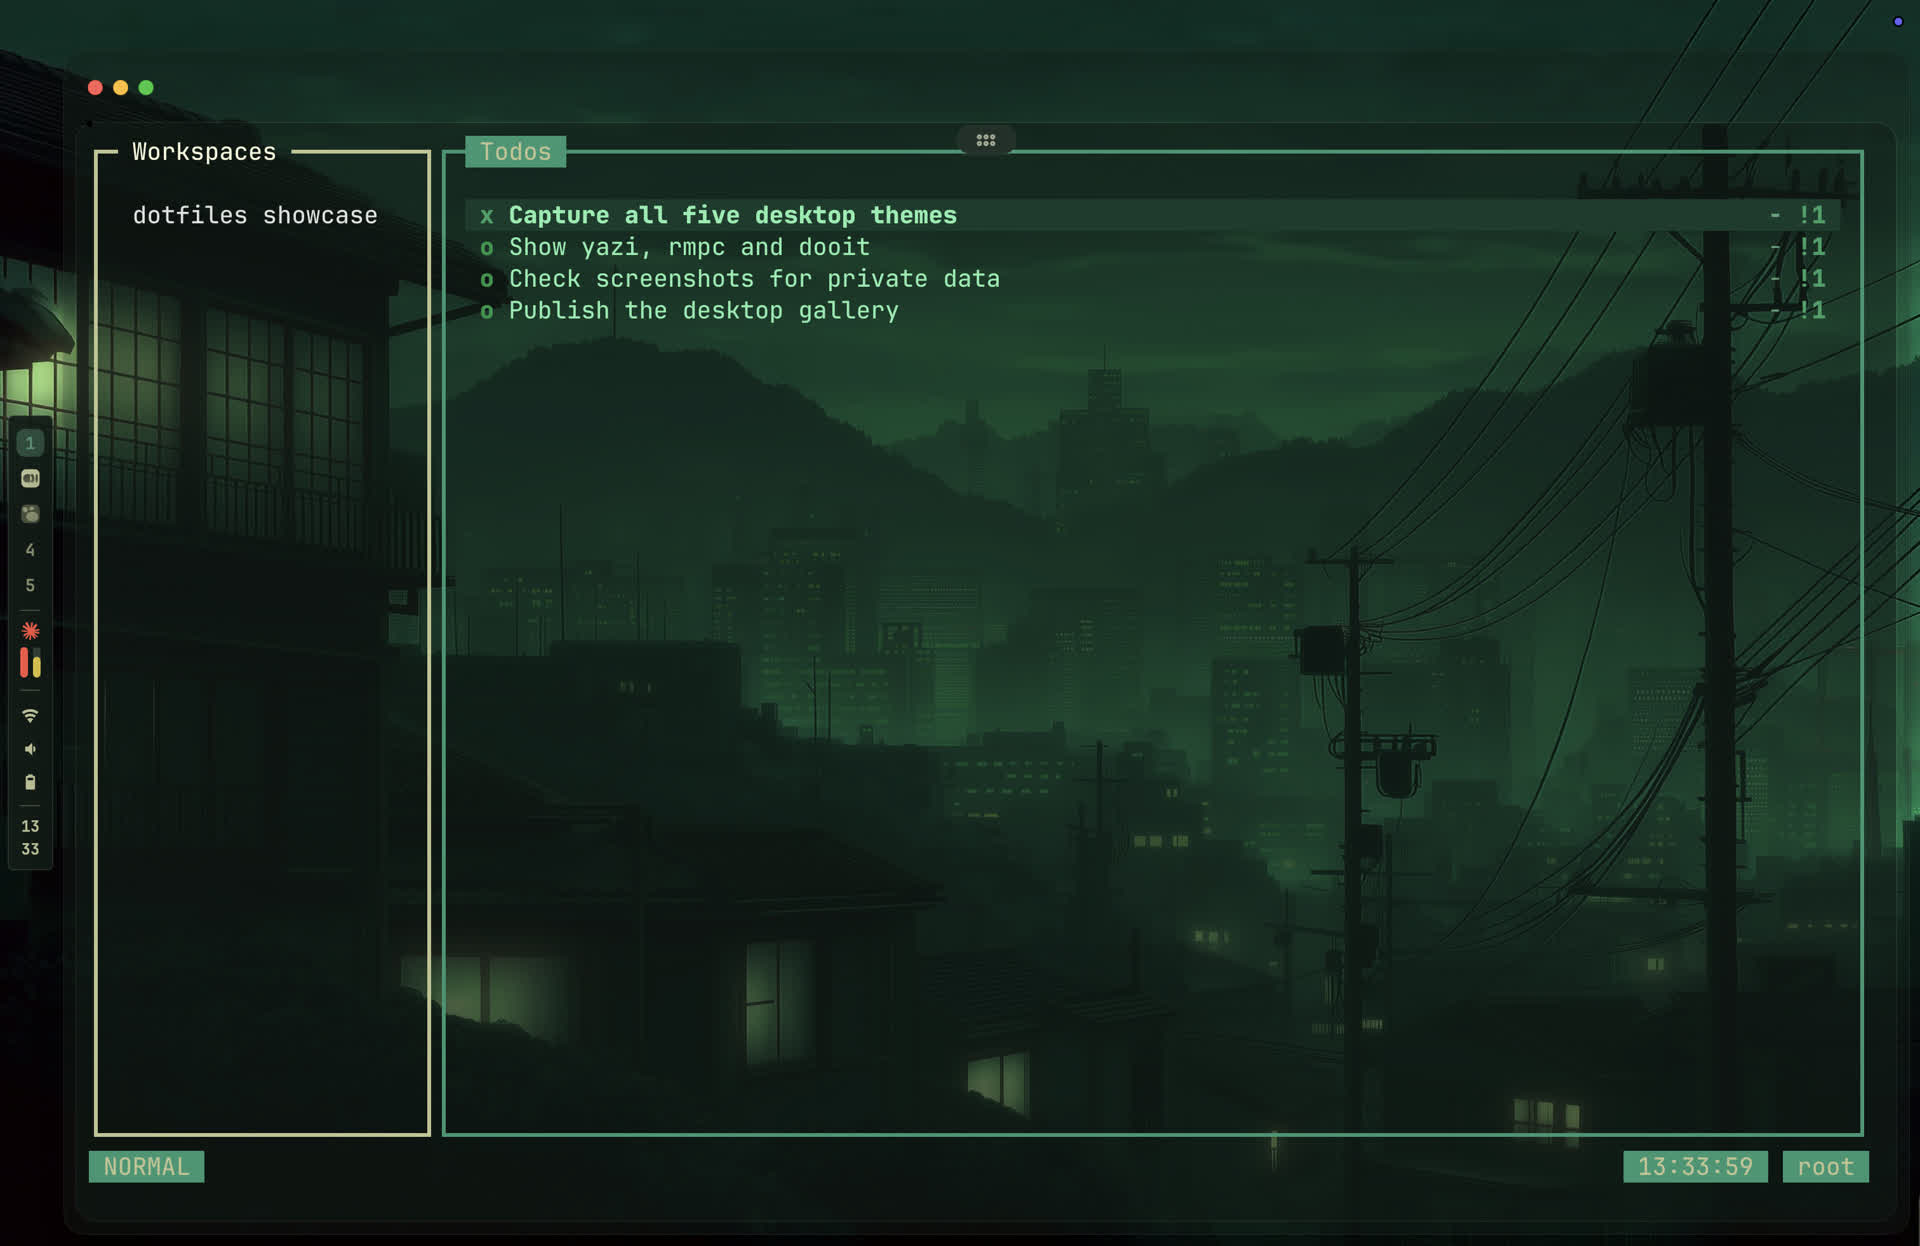 Workspaces
dotfiles showcase
Todos
x Capture all five desktop themes - !1
o Show yazi, rmpc and dooit - !1
o Check screenshots for private data - !1
o Publish the desktop gallery - !1
1
4
5
13
33
NORMAL
13:33:59
root